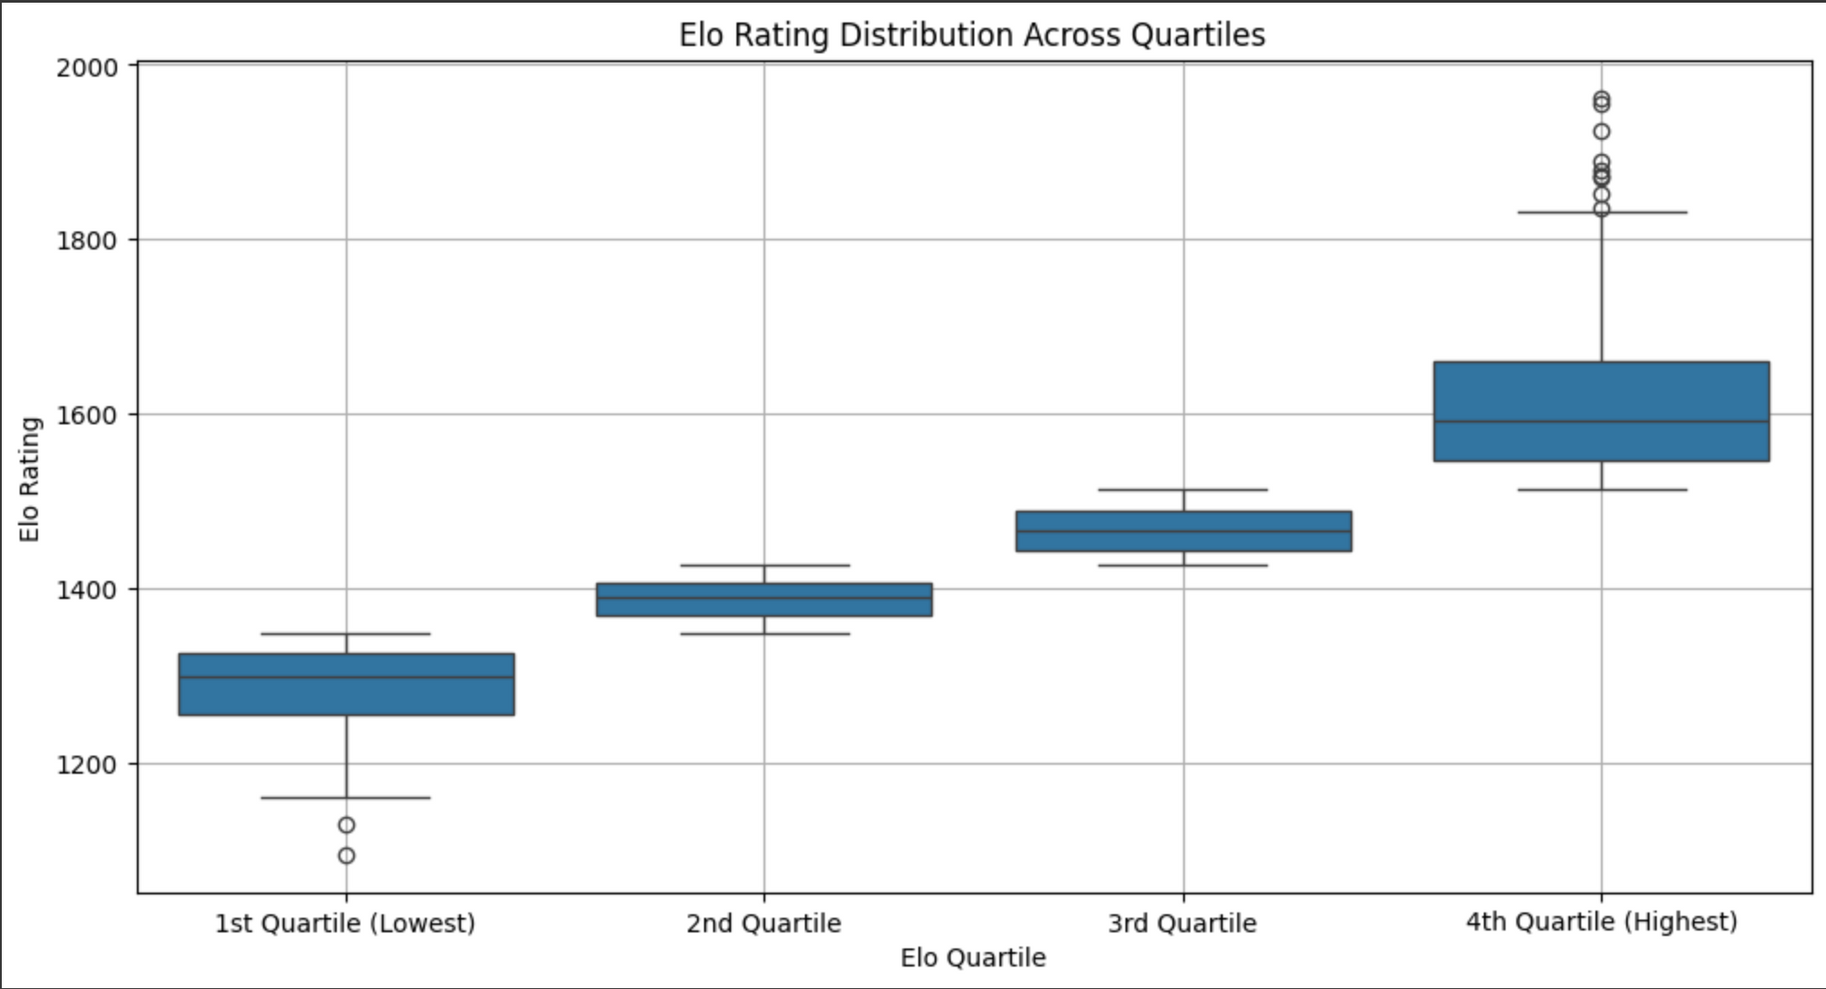 Elo Rating Distribution Across Quartiles
2000
1800
1600
1400
1200
Elo Rating
1st Quartile (Lowest)
2nd Quartile
3rd Quartile
4th Quartile (Highest)
Elo Quartile